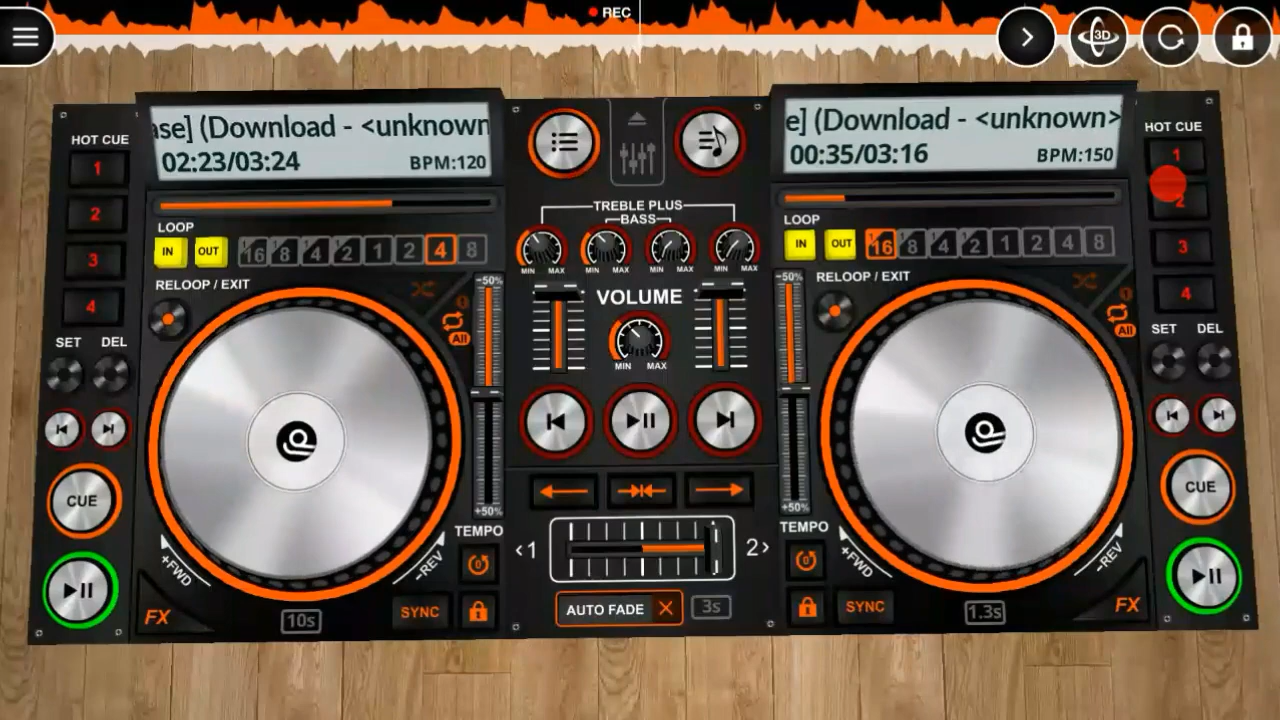 REC
3D
ase] (Download - <unknown
02:23/03:24
BPM:120
e] (Download - <unknown>
00:35/03:16
BPM:150
HOT CUE
1
2
3
4
SET DEL
CUE
LOOP
IN OUT
16 8 4 2 1 2 4 8
RELOOP / EXIT
All
-50%
+50%
TEMPO
+FWD
-REV
FX
10s
SYNC
0
TREBLE PLUS
BASS
MIN MAX MIN MAX MIN MAX MIN MAX
VOLUME
MIN MAX
<1
2>
AUTO FADE X
3s
LOOP
IN OUT
16 8 4 2 1 2 4 8
RELOOP / EXIT
All
-50%
+50%
TEMPO
0
SYNC
+FWD
-REV
1.3s
FX
HOT CUE
1
2
3
4
SET DEL
CUE